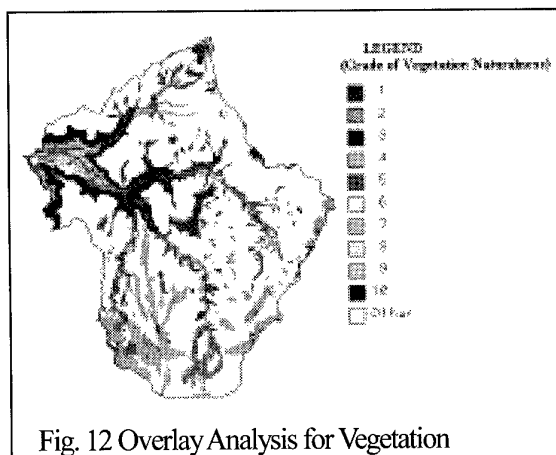 LEGEND
(Grade of Vegetation Naturalness)
1
2
3
4
5
6
7
8
9
10
Other
Fig. 12 Overlay Analysis for Vegetation